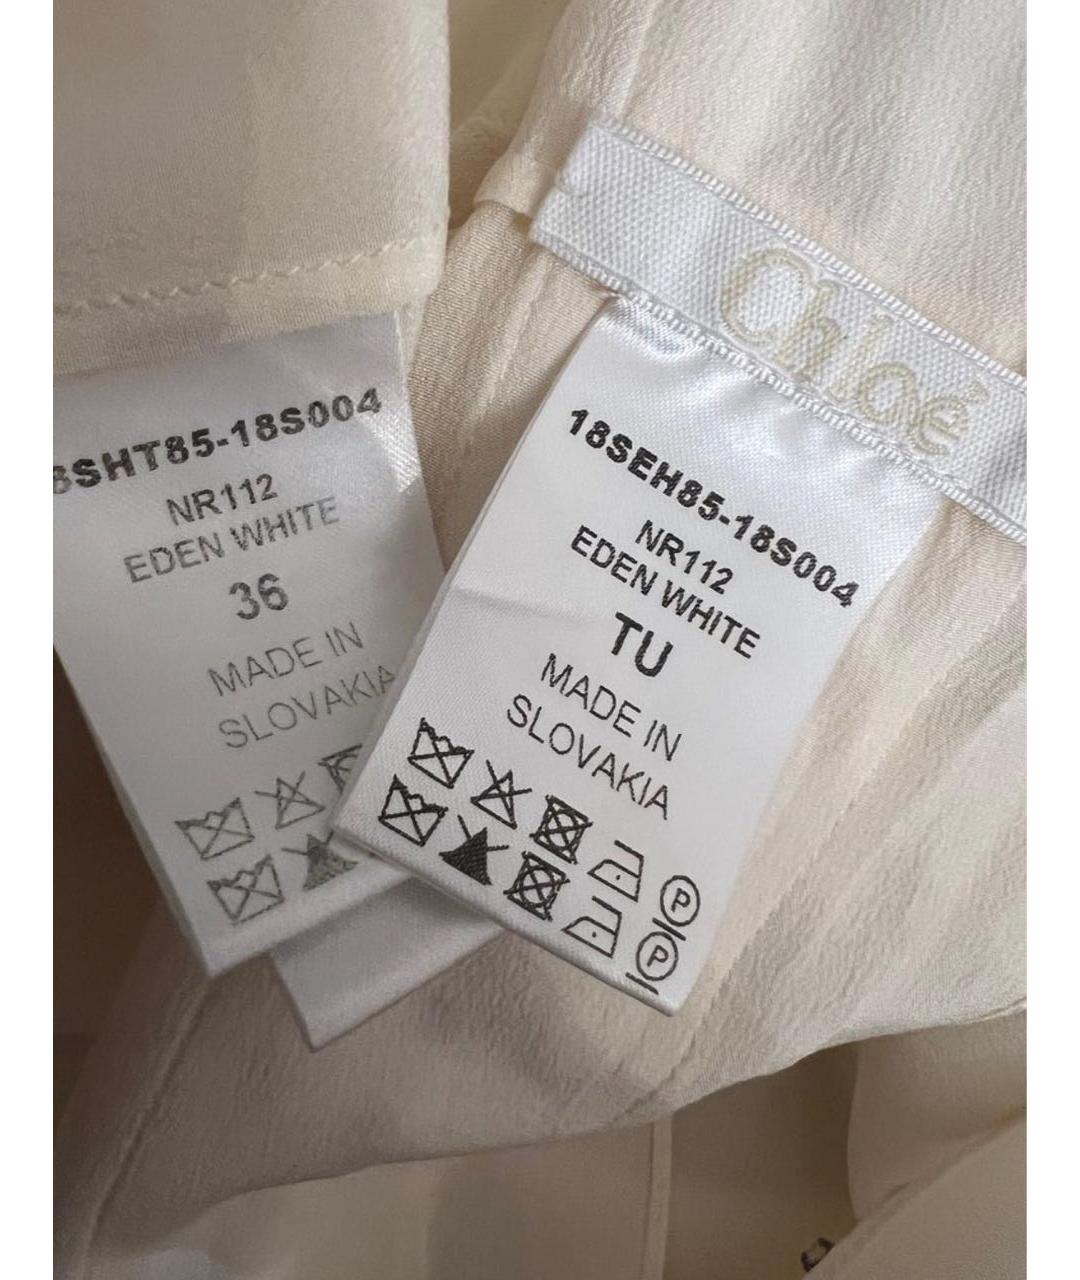 Chloé
8SHT85-18S004
NR112
EDEN WHITE
36
MADE IN
SLOVAKIA
18SEH85-18S004
NR112
EDEN WHITE
TU
MADE IN
SLOVAKIA
P
P